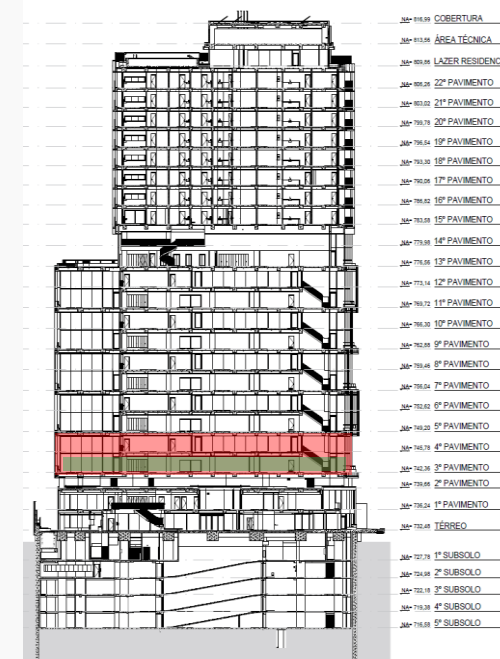 NA= 816,99 COBERTURA
NA= 813,56 ÁREA TÉCNICA
NA= 809,88 LAZER RESIDENC
NA= 806,26 22º PAVIMENTO
NA= 803,02 21º PAVIMENTO
NA= 799,78 20º PAVIMENTO
NA= 796,54 19º PAVIMENTO
NA= 793,30 18º PAVIMENTO
NA= 790,06 17º PAVIMENTO
NA= 786,82 16º PAVIMENTO
NA= 783,58 15º PAVIMENTO
NA= 779,98 14º PAVIMENTO
NA= 776,56 13º PAVIMENTO
NA= 773,14 12º PAVIMENTO
NA= 769,72 11º PAVIMENTO
NA= 766,30 10º PAVIMENTO
NA= 762,88 9º PAVIMENTO
NA= 759,46 8º PAVIMENTO
NA= 756,04 7º PAVIMENTO
NA= 752,62 6º PAVIMENTO
NA= 749,20 5º PAVIMENTO
NA= 745,78 4º PAVIMENTO
NA= 742,36 3º PAVIMENTO
NA= 739,66 2º PAVIMENTO
NA= 736,24 1º PAVIMENTO
NA= 732,48 TÉRREO
NA= 727,78 1º SUBSOLO
NA= 724,98 2º SUBSOLO
NA= 722,18 3º SUBSOLO
NA= 719,38 4º SUBSOLO
NA= 716,58 5º SUBSOLO